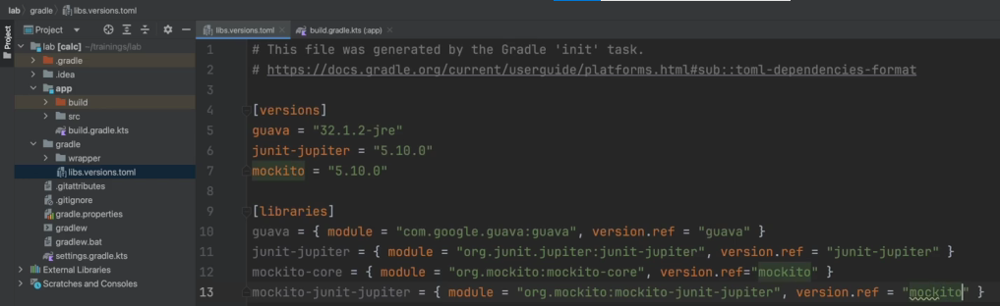 lab › gradle › libs.versions.toml
Project
Project
libs.versions.toml
build.gradle.kts (:app)
lab [calc] ~/trainings/lab
.gradle
.idea
app
build
src
build.gradle.kts
gradle
wrapper
libs.versions.toml
.gitattributes
.gitignore
gradle.properties
gradlew
gradlew.bat
settings.gradle.kts
External Libraries
Scratches and Consoles
1 # This file was generated by the Gradle 'init' task.
2 # https://docs.gradle.org/current/userguide/platforms.html#sub::toml-dependencies-format
3
4 [versions]
5 guava = "32.1.2-jre"
6 junit-jupiter = "5.10.0"
7 mockito = "5.10.0"
8
9 [libraries]
10 guava = { module = "com.google.guava:guava", version.ref = "guava" }
11 junit-jupiter = { module = "org.junit.jupiter:junit-jupiter", version.ref = "junit-jupiter" }
12 mockito-core = { module = "org.mockito:mockito-core", version.ref="mockito" }
13 mockito-junit-jupiter = { module = "org.mockito:mockito-junit-jupiter", version.ref = "mockito" }